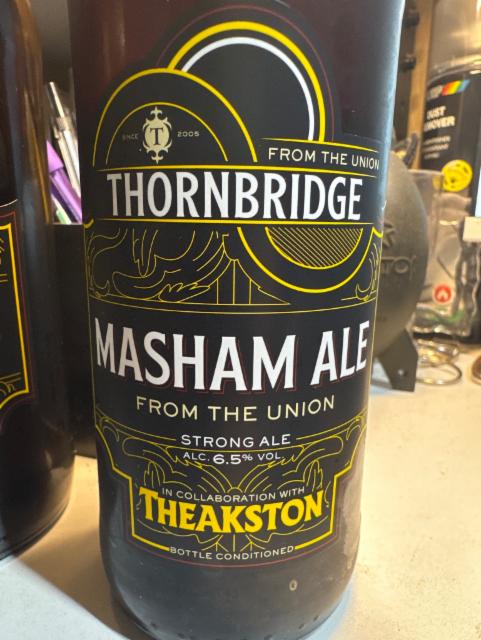 SINCE T 2005
FROM THE UNION
THORNBRIDGE
MASHAM ALE
FROM THE UNION
STRONG ALE
ALC. 6.5% VOL.
IN COLLABORATION WITH
THEAKSTON
BOTTLE CONDITIONED